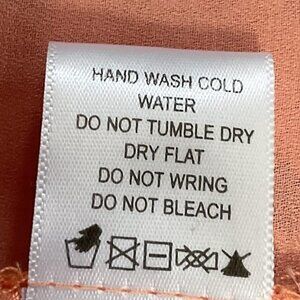 HAND WASH COLD
WATER
DO NOT TUMBLE DRY
DRY FLAT
DO NOT WRING
DO NOT BLEACH